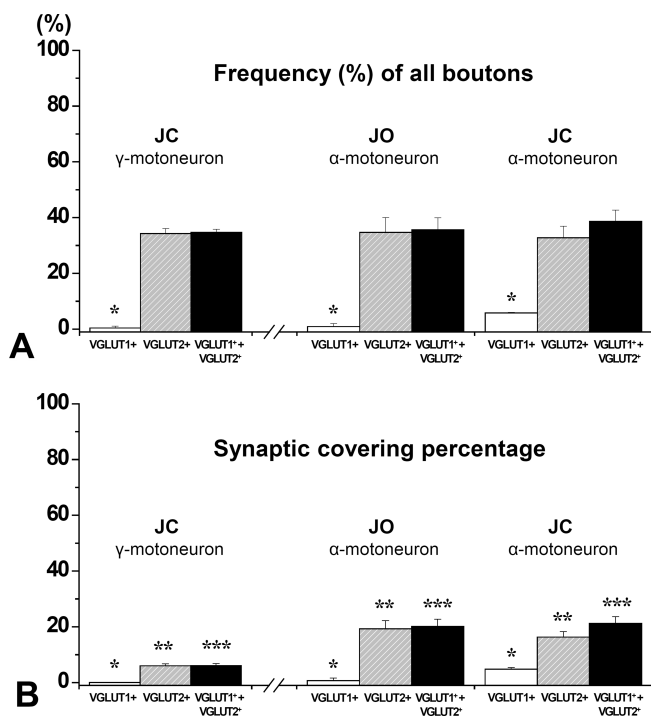 (%)
100
80
60
40
20
0
Frequency (%) of all boutons
JC
γ-motoneuron
JO
α-motoneuron
JC
α-motoneuron
*
*
*
VGLUT1+ VGLUT2+ VGLUT1⁺+
VGLUT2⁺
VGLUT1+ VGLUT2+ VGLUT1⁺+
VGLUT2⁺
VGLUT1+ VGLUT2+ VGLUT1⁺+
VGLUT2⁺
A
100
80
60
40
20
0
Synaptic covering percentage
JC
γ-motoneuron
JO
α-motoneuron
JC
α-motoneuron
* ** ***
* ** ***
* ** ***
VGLUT1+ VGLUT2+ VGLUT1⁺+
VGLUT2⁺
VGLUT1+ VGLUT2+ VGLUT1⁺+
VGLUT2⁺
VGLUT1+ VGLUT2+ VGLUT1⁺+
VGLUT2⁺
B